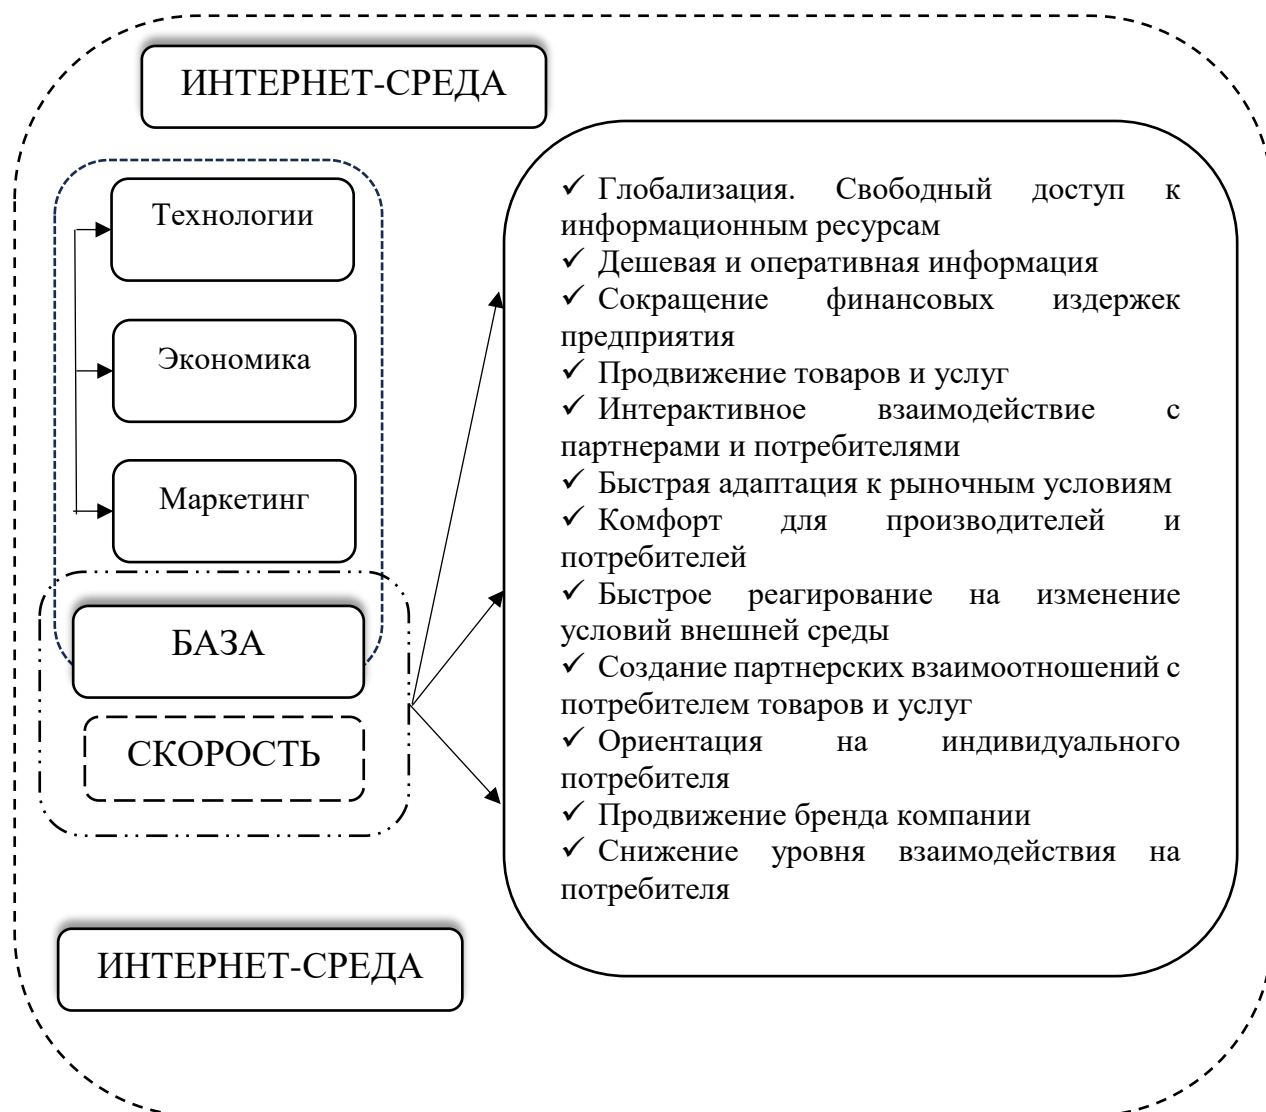 ИНТЕРНЕТ-СРЕДА
Технологии
Экономика
Маркетинг
БАЗА
СКОРОСТЬ
ИНТЕРНЕТ-СРЕДА
✓ Глобализация. Свободный доступ к
информационным ресурсам
✓ Дешевая и оперативная информация
✓ Сокращение финансовых издержек
предприятия
✓ Продвижение товаров и услуг
✓ Интерактивное взаимодействие с
партнерами и потребителями
✓ Быстрая адаптация к рыночным условиям
✓ Комфорт для производителей и
потребителей
✓ Быстрое реагирование на изменение
условий внешней среды
✓ Создание партнерских взаимоотношений с
потребителем товаров и услуг
✓ Ориентация на индивидуального
потребителя
✓ Продвижение бренда компании
✓ Снижение уровня взаимодействия на
потребителя